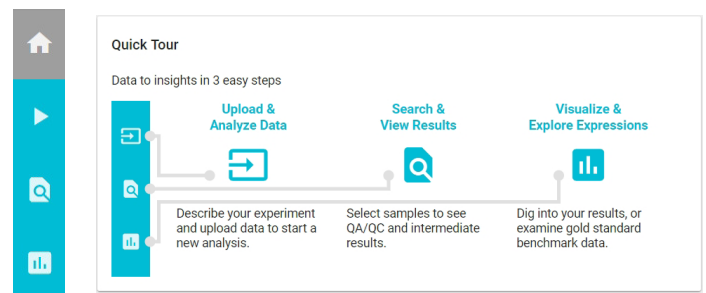 Quick Tour
Data to insights in 3 easy steps
Upload &
Analyze Data
Search &
View Results
Visualize &
Explore Expressions
Describe your experiment
and upload data to start a
new analysis.
Select samples to see
QA/QC and intermediate
results.
Dig into your results, or
examine gold standard
benchmark data.